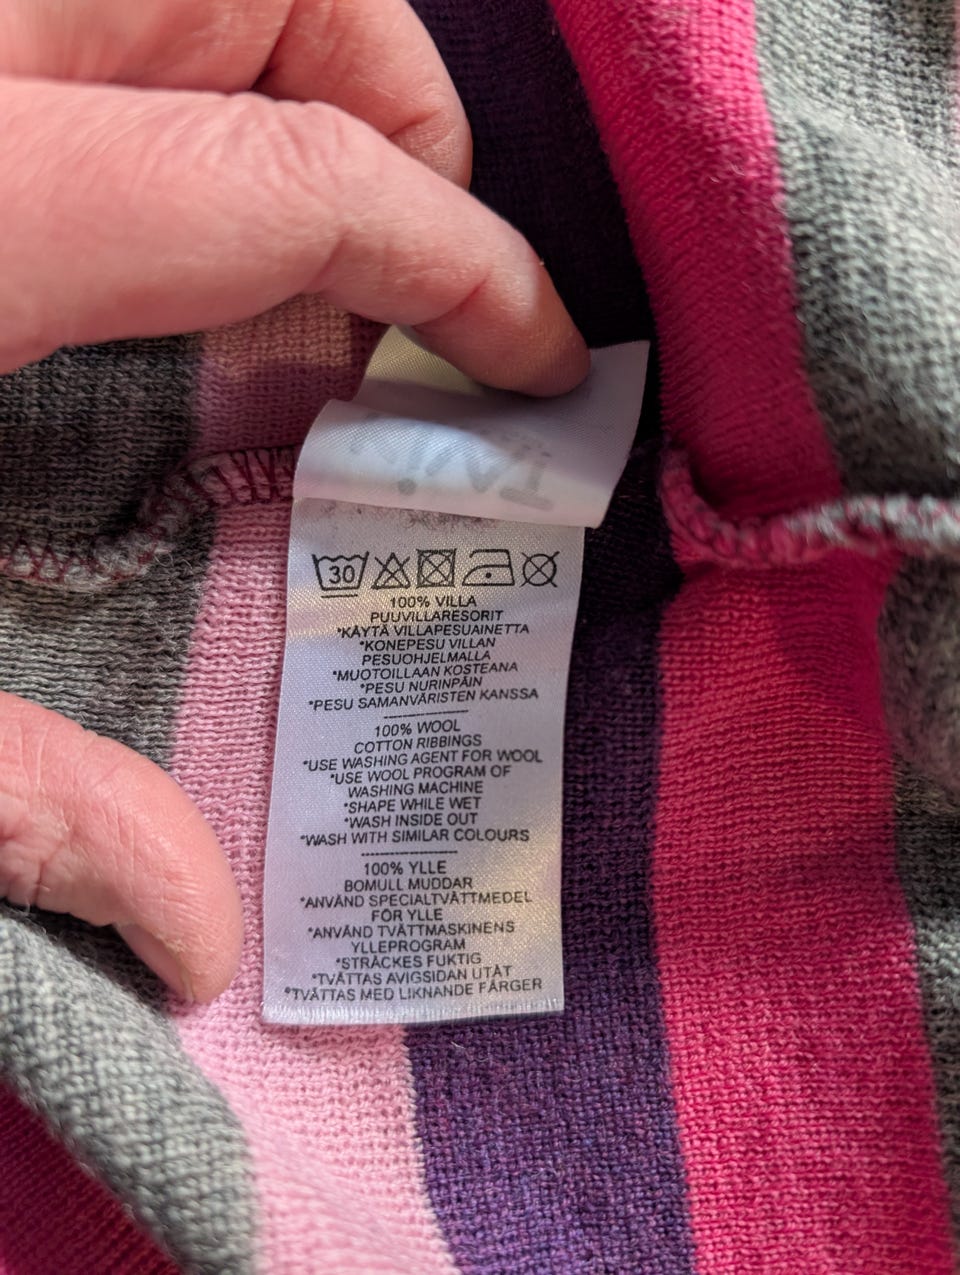 30
100% VILLA
PUUVILLARESORIT
*KÄYTÄ VILLAPESUAINETTA
*KONEPESU VILLAN
PESUOHJELMALLA
*MUOTOILLAAN KOSTEANA
*PESU NURINPÄIN
*PESU SAMANVÄRISTEN KANSSA
----------------
100% WOOL
COTTON RIBBINGS
*USE WASHING AGENT FOR WOOL
*USE WOOL PROGRAM OF
WASHING MACHINE
*SHAPE WHILE WET
*WASH INSIDE OUT
*WASH WITH SIMILAR COLOURS
----------------
100% YLLE
BOMULL MUDDAR
*ANVÄND SPECIALTVÄTTMEDEL
FÖR YLLE
*ANVÄND TVÄTTMASKINENS
YLLEPROGRAM
*STRÄCKES FUKTIG
*TVÄTTAS AVIGSIDAN UTÅT
*TVÄTTAS MED LIKNANDE FÄRGER